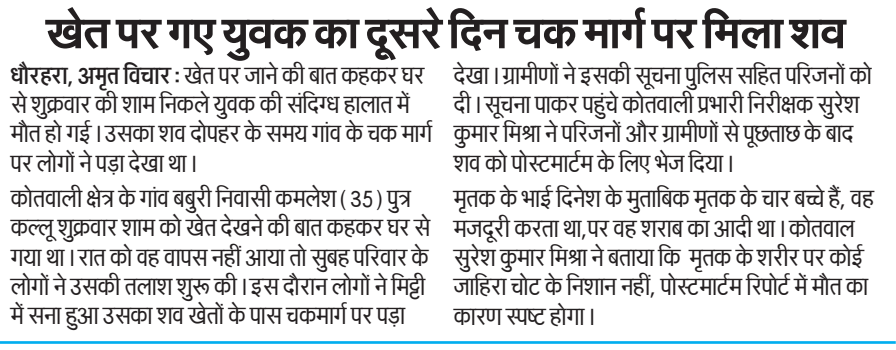 खेत पर गए युवक का दूसरे दिन चक मार्ग पर मिला शव
धौरहरा, अमृत विचार : खेत पर जाने की बात कहकर घर
से शुक्रवार की शाम निकले युवक की संदिग्ध हालात में
मौत हो गई । उसका शव दोपहर के समय गांव के चक मार्ग
पर लोगों ने पड़ा देखा था ।
कोतवाली क्षेत्र के गांव बबुरी निवासी कमलेश ( 35 ) पुत्र
कल्लू शुक्रवार शाम को खेत देखने की बात कहकर घर से
गया था । रात को वह वापस नहीं आया तो सुबह परिवार के
लोगों ने उसकी तलाश शुरू की । इस दौरान लोगों ने मिट्टी
में सना हुआ उसका शव खेतों के पास चकमार्ग पर पड़ा
देखा । ग्रामीणों ने इसकी सूचना पुलिस सहित परिजनों को
दी । सूचना पाकर पहुंचे कोतवाली प्रभारी निरीक्षक सुरेश
कुमार मिश्रा ने परिजनों और ग्रामीणों से पूछताछ के बाद
शव को पोस्टमार्टम के लिए भेज दिया ।
मृतक के भाई दिनेश के मुताबिक मृतक के चार बच्चे हैं, वह
मजदूरी करता था,पर वह शराब का आदी था । कोतवाल
सुरेश कुमार मिश्रा ने बताया कि मृतक के शरीर पर कोई
जाहिरा चोट के निशान नहीं, पोस्टमार्टम रिपोर्ट में मौत का
कारण स्पष्ट होगा ।